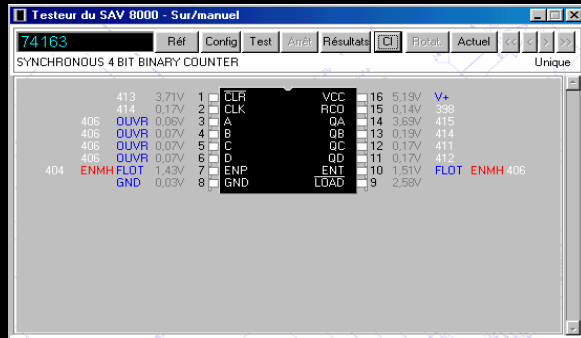 Testeur du SAV 8000 - Sur/manuel
74163 Réf Config Test Arrêt Résultats CI Rotat. Actuel << < > >>
SYNCHRONOUS 4 BIT BINARY COUNTER Unique
413 3,71V 1 CLR VCC 16 5,19V V+
414 0,17V 2 CLK RCO 15 0,14V 398
406 OUVR 0,06V 3 A QA 14 3,69V 415
406 OUVR 0,07V 4 B QB 13 0,19V 414
406 OUVR 0,07V 5 C QC 12 0,17V 411
406 OUVR 0,07V 6 D QD 11 0,17V 412
404 ENMH FLOT 1,43V 7 ENP ENT 10 1,51V FLOT ENMH 406
GND 0,03V 8 GND LOAD 9 2,58V